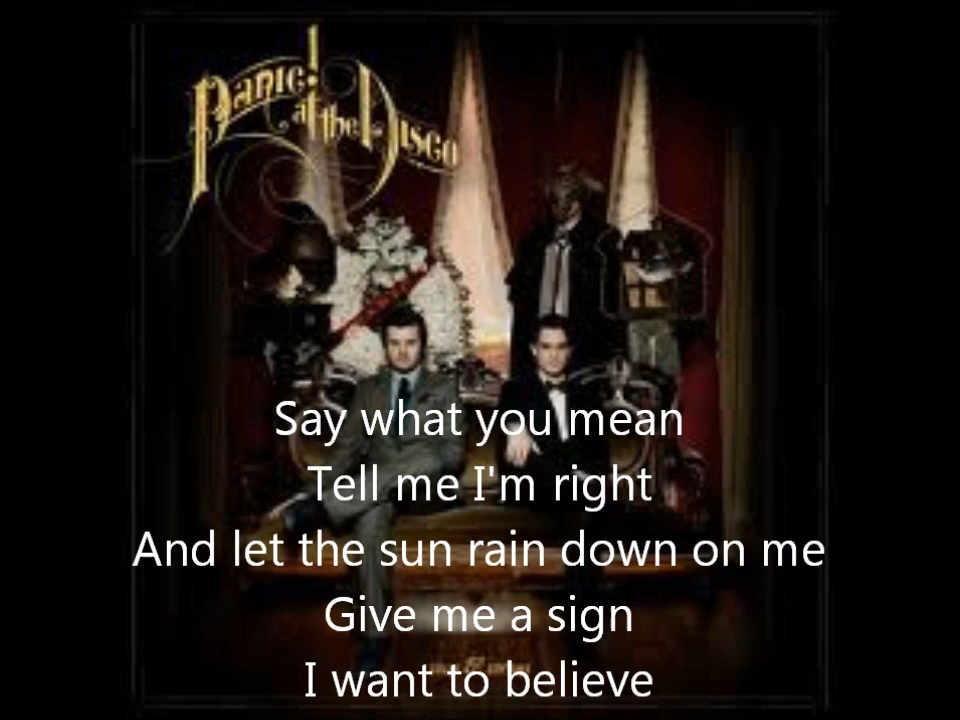 Panic! at the Disco
Say what you mean
Tell me I'm right
And let the sun rain down on me
Give me a sign
I want to believe